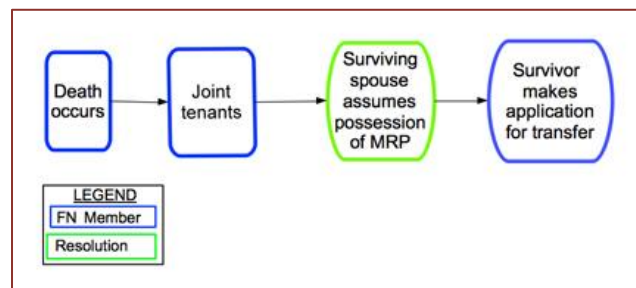 Death
occurs
Joint
tenants
Surviving
spouse
assumes
possession
of MRP
Survivor
makes
application
for transfer
LEGEND
FN Member
Resolution